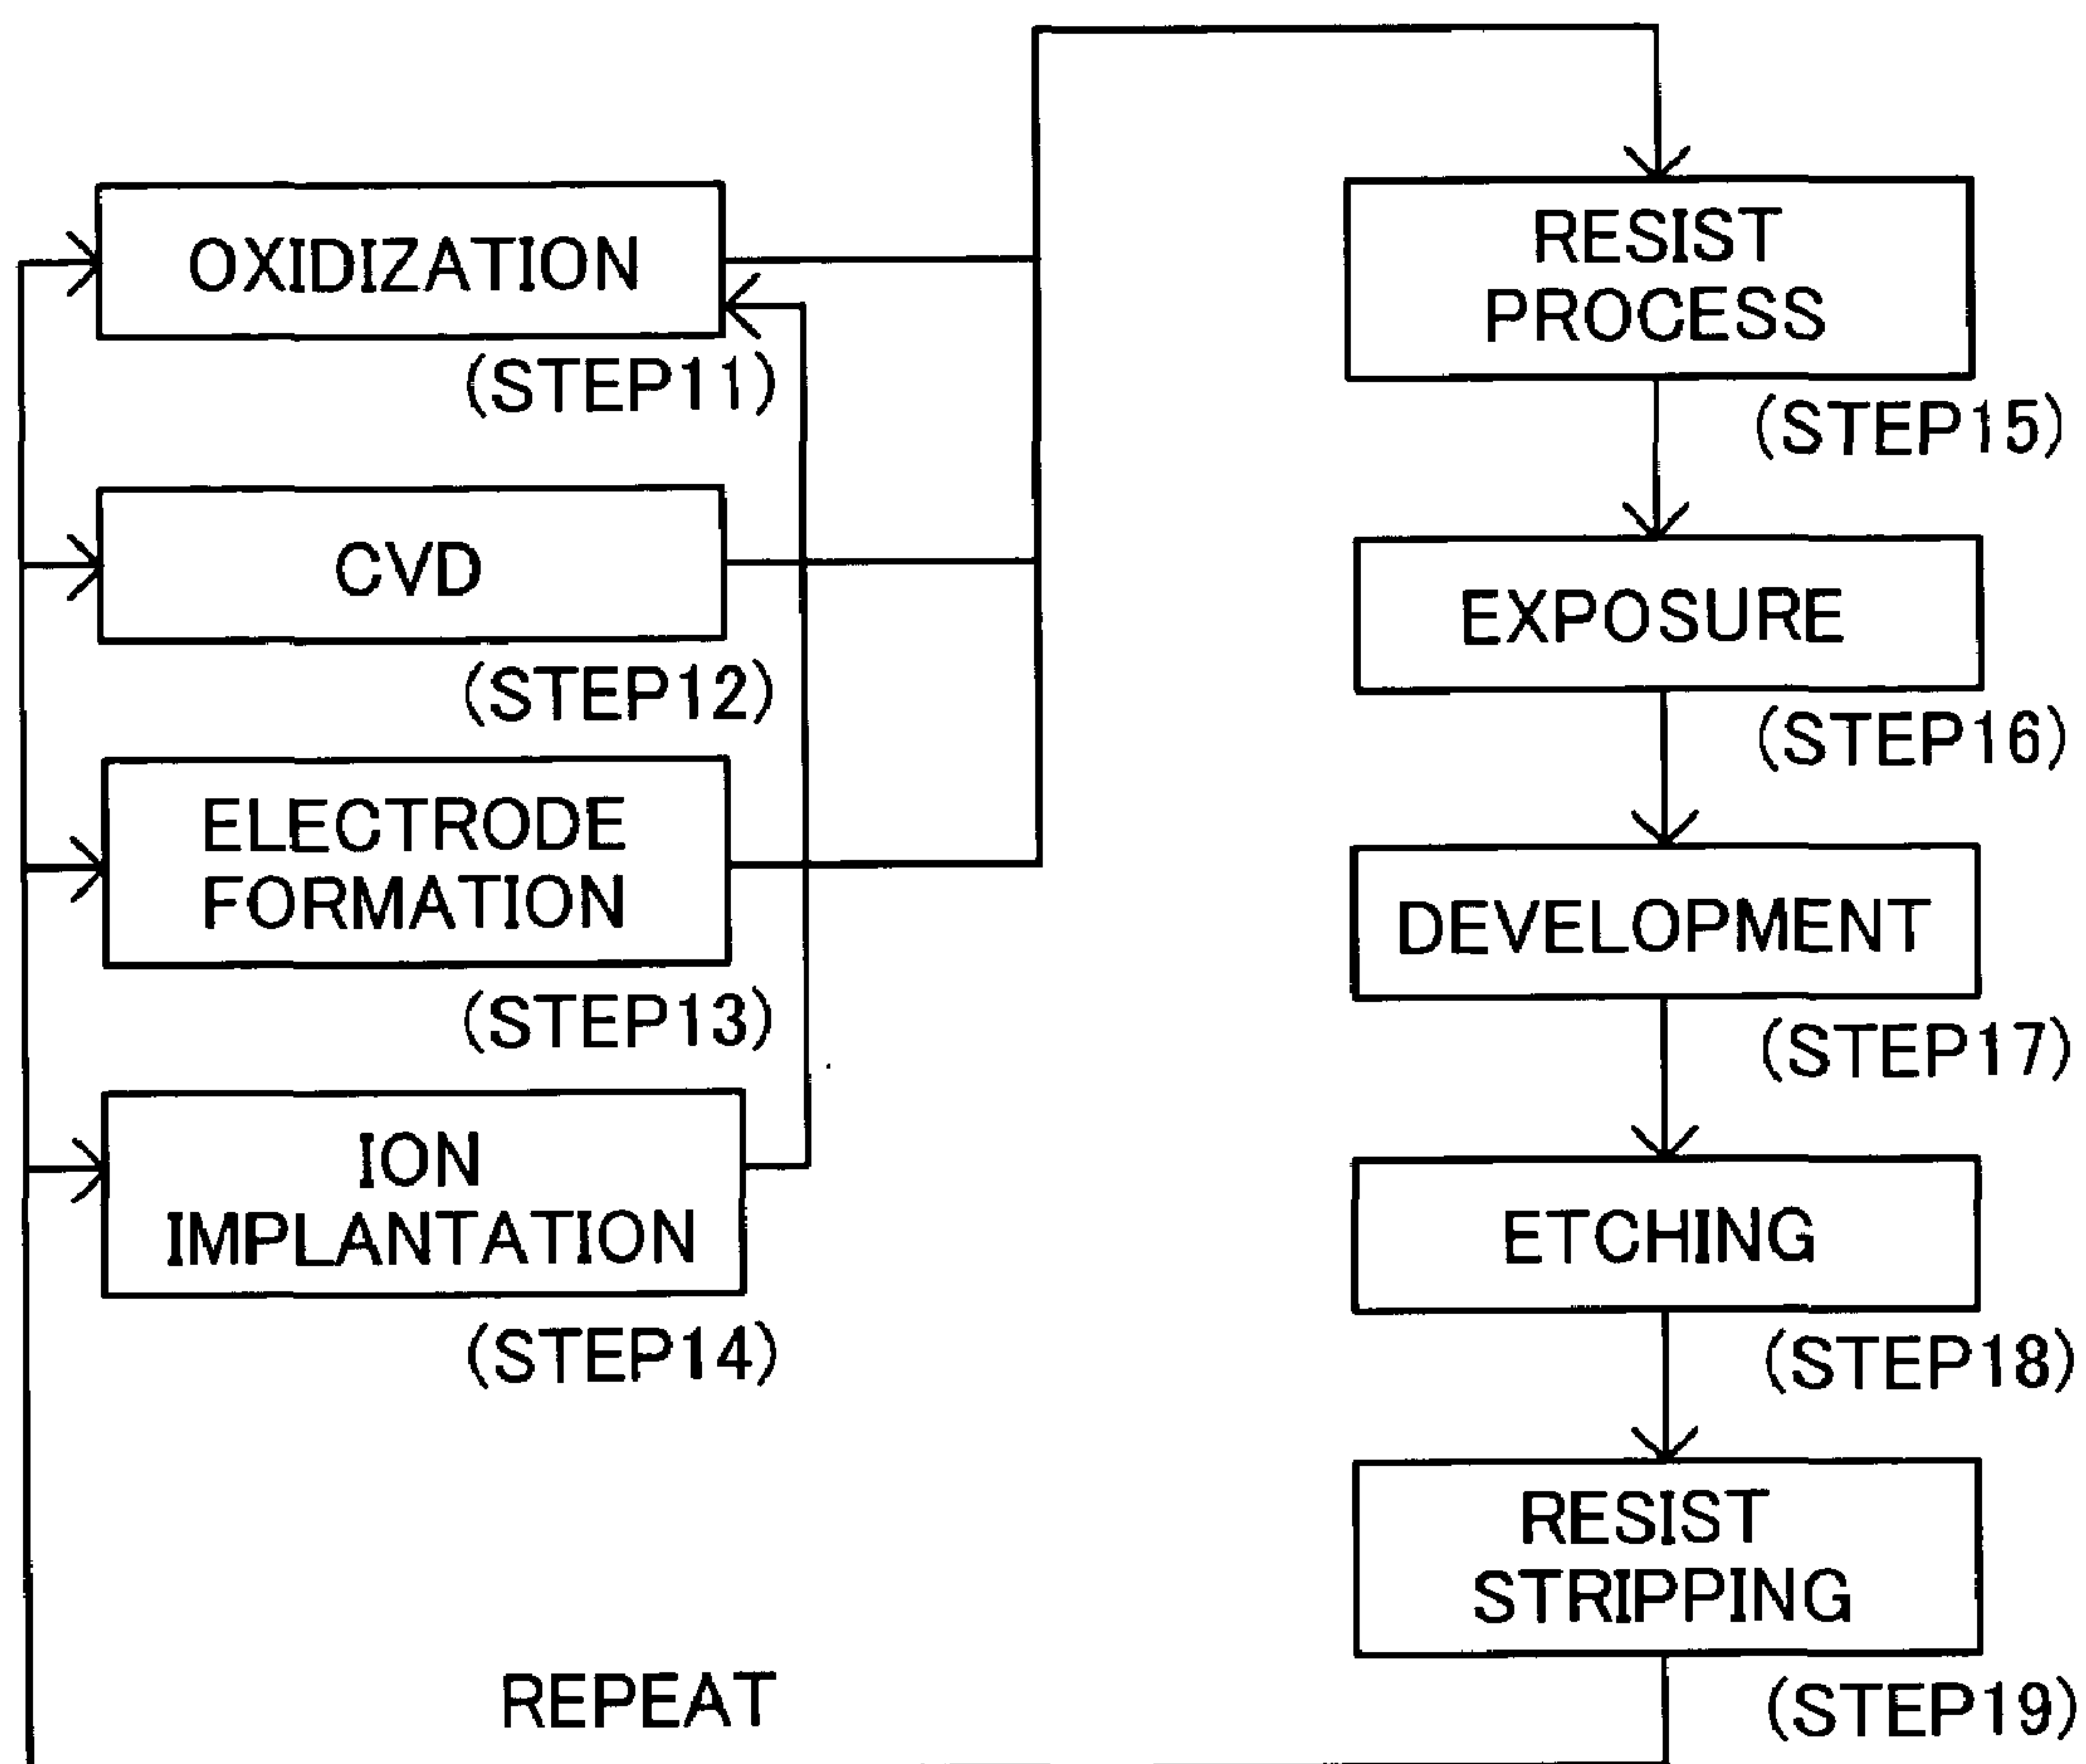 OXIDIZATION
(STEP11)
CVD
(STEP12)
ELECTRODE
FORMATION
(STEP13)
ION
IMPLANTATION
(STEP14)
RESIST
PROCESS
(STEP15)
EXPOSURE
(STEP16)
DEVELOPMENT
(STEP17)
ETCHING
(STEP18)
RESIST
STRIPPING
(STEP19)
REPEAT